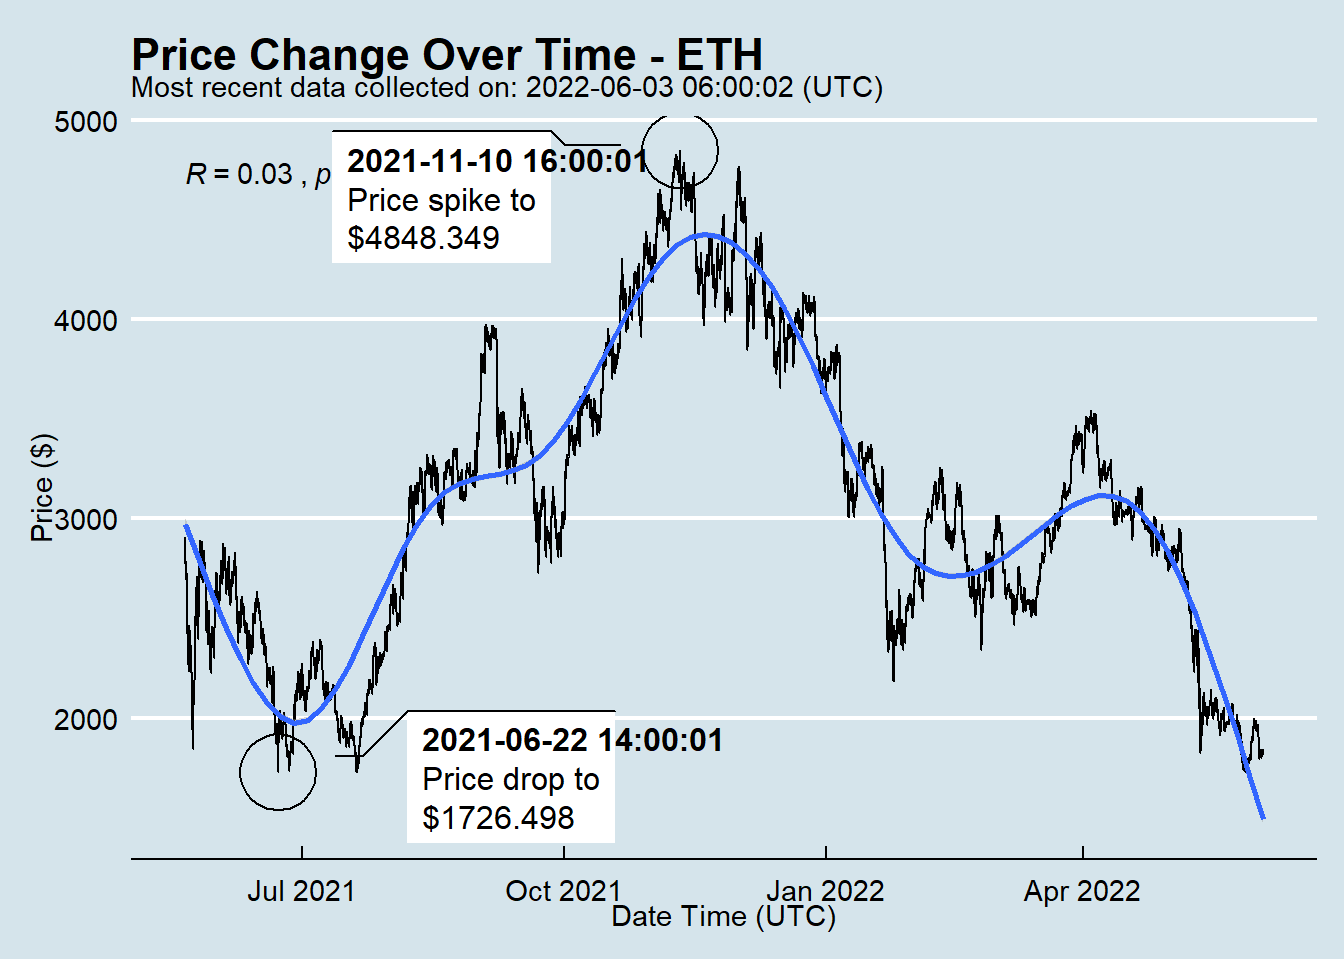 Price Change Over Time - ETH
Most recent data collected on: 2022-06-03 06:00:02 (UTC)
5000
R = 0.03 , p
2021-11-10 16:00:01
Price spike to
$4848.349
4000
Price ($)
3000
2000
2021-06-22 14:00:01
Price drop to
$1726.498
Jul 2021
Oct 2021
Jan 2022
Apr 2022
Date Time (UTC)